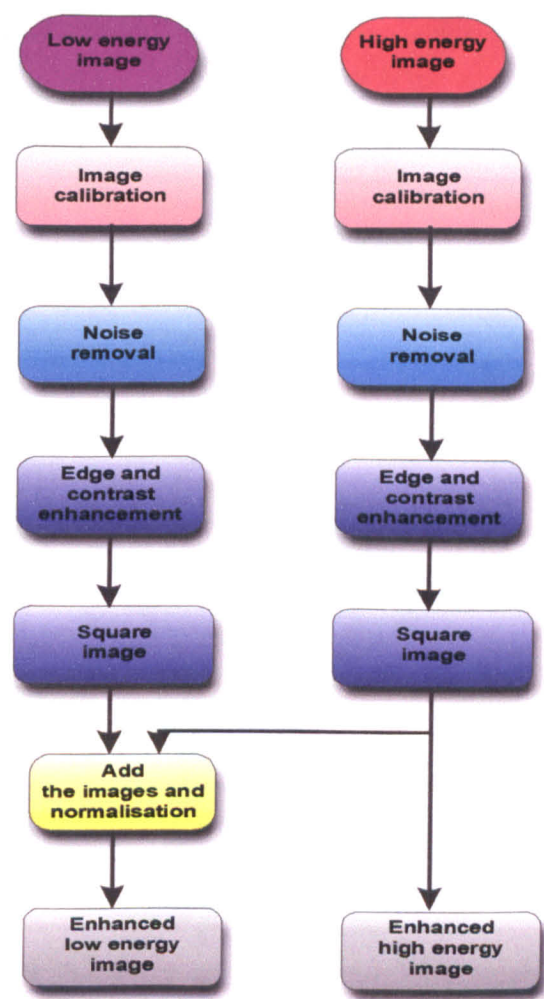 Low energy
image
High energy
image
Image
calibration
Image
calibration
Noise
removal
Noise
removal
Edge and
contrast
enhancement
Edge and
contrast
enhancement
Square
image
Square
image
Add
the images and
normalisation
Enhanced
low energy
image
Enhanced
high energy
image